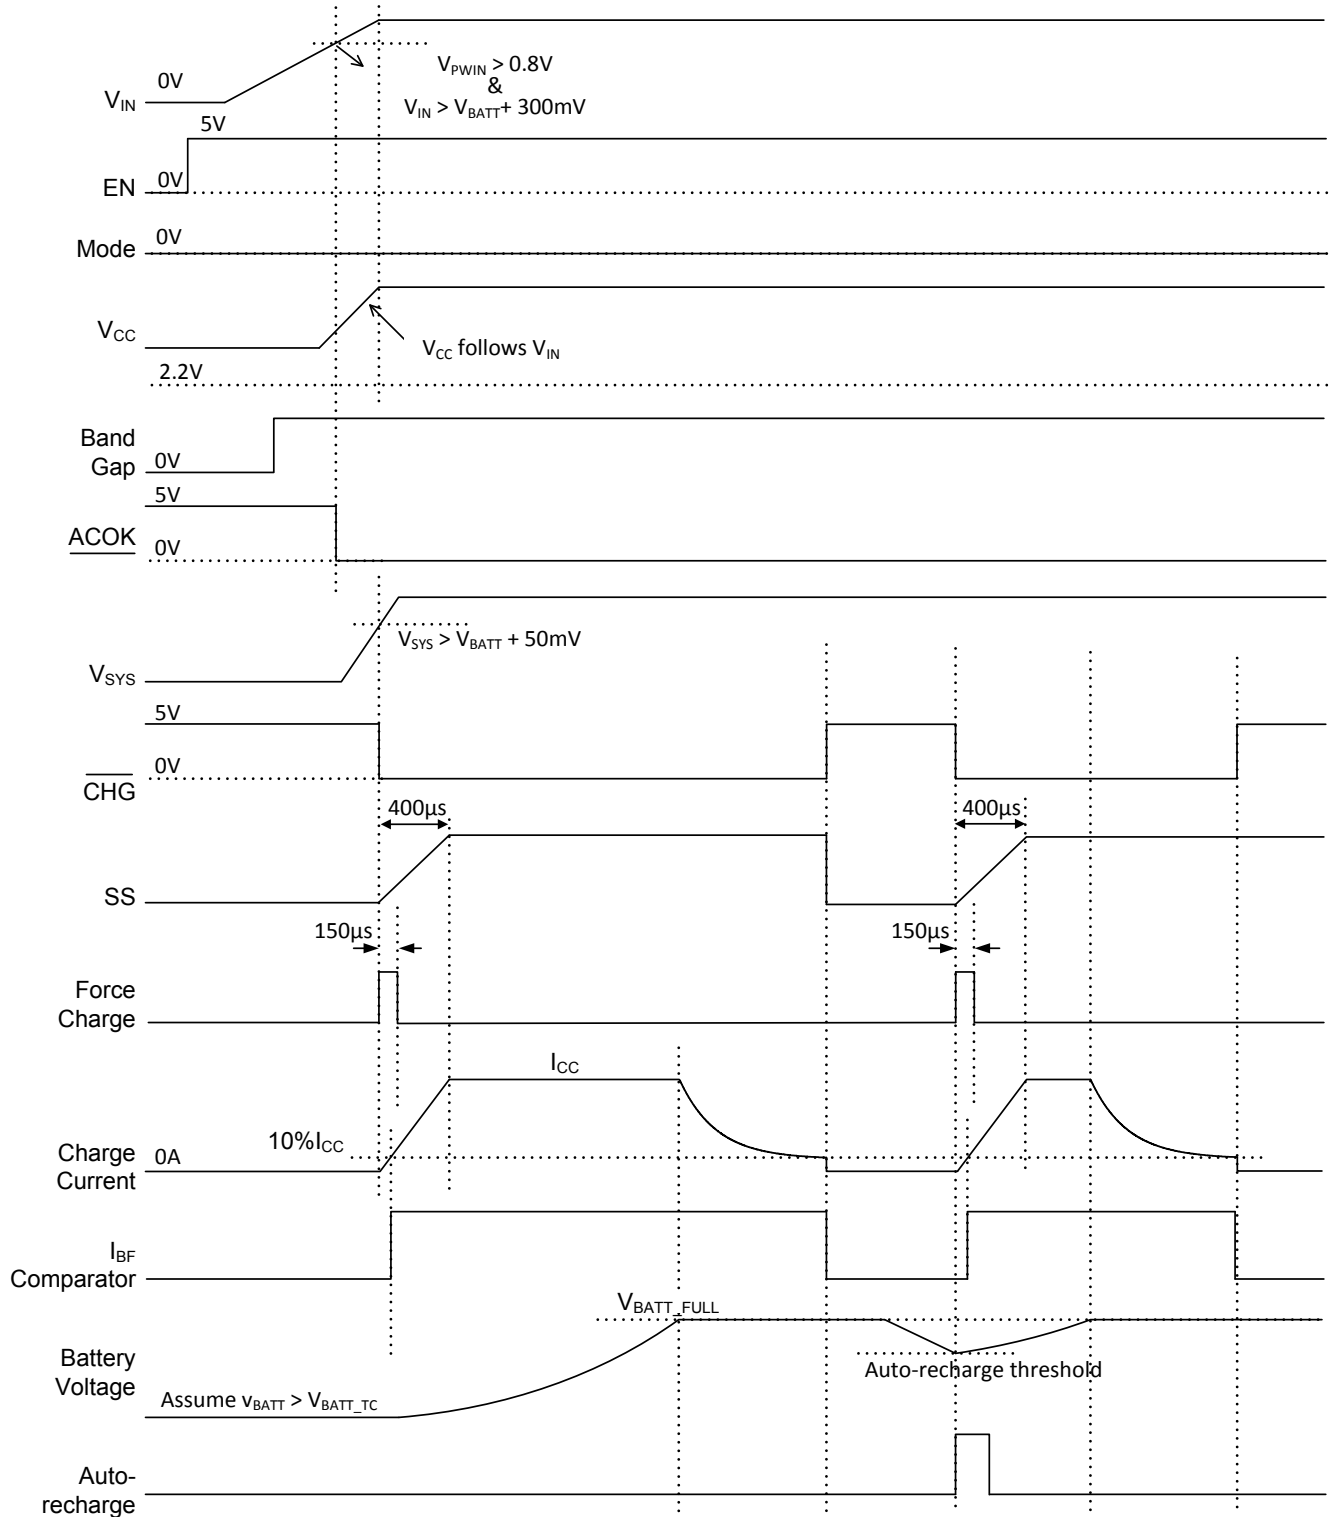 0V
V_IN
V_PWIN > 0.8V
&
V_IN > V_BATT + 300mV
5V
0V
EN
0V
Mode
V_CC
V_CC follows V_IN
2.2V
Band
Gap
0V
5V
ACOK
0V
V_SYS > V_BATT + 50mV
V_SYS
5V
0V
CHG
400µs
400µs
SS
150µs
150µs
Force
Charge
I_CC
10%I_CC
Charge
Current
0A
I_BF
Comparator
V_BATT_FULL
Battery
Voltage
Auto-recharge threshold
Assume v_BATT > V_BATT_TC
Auto-
recharge